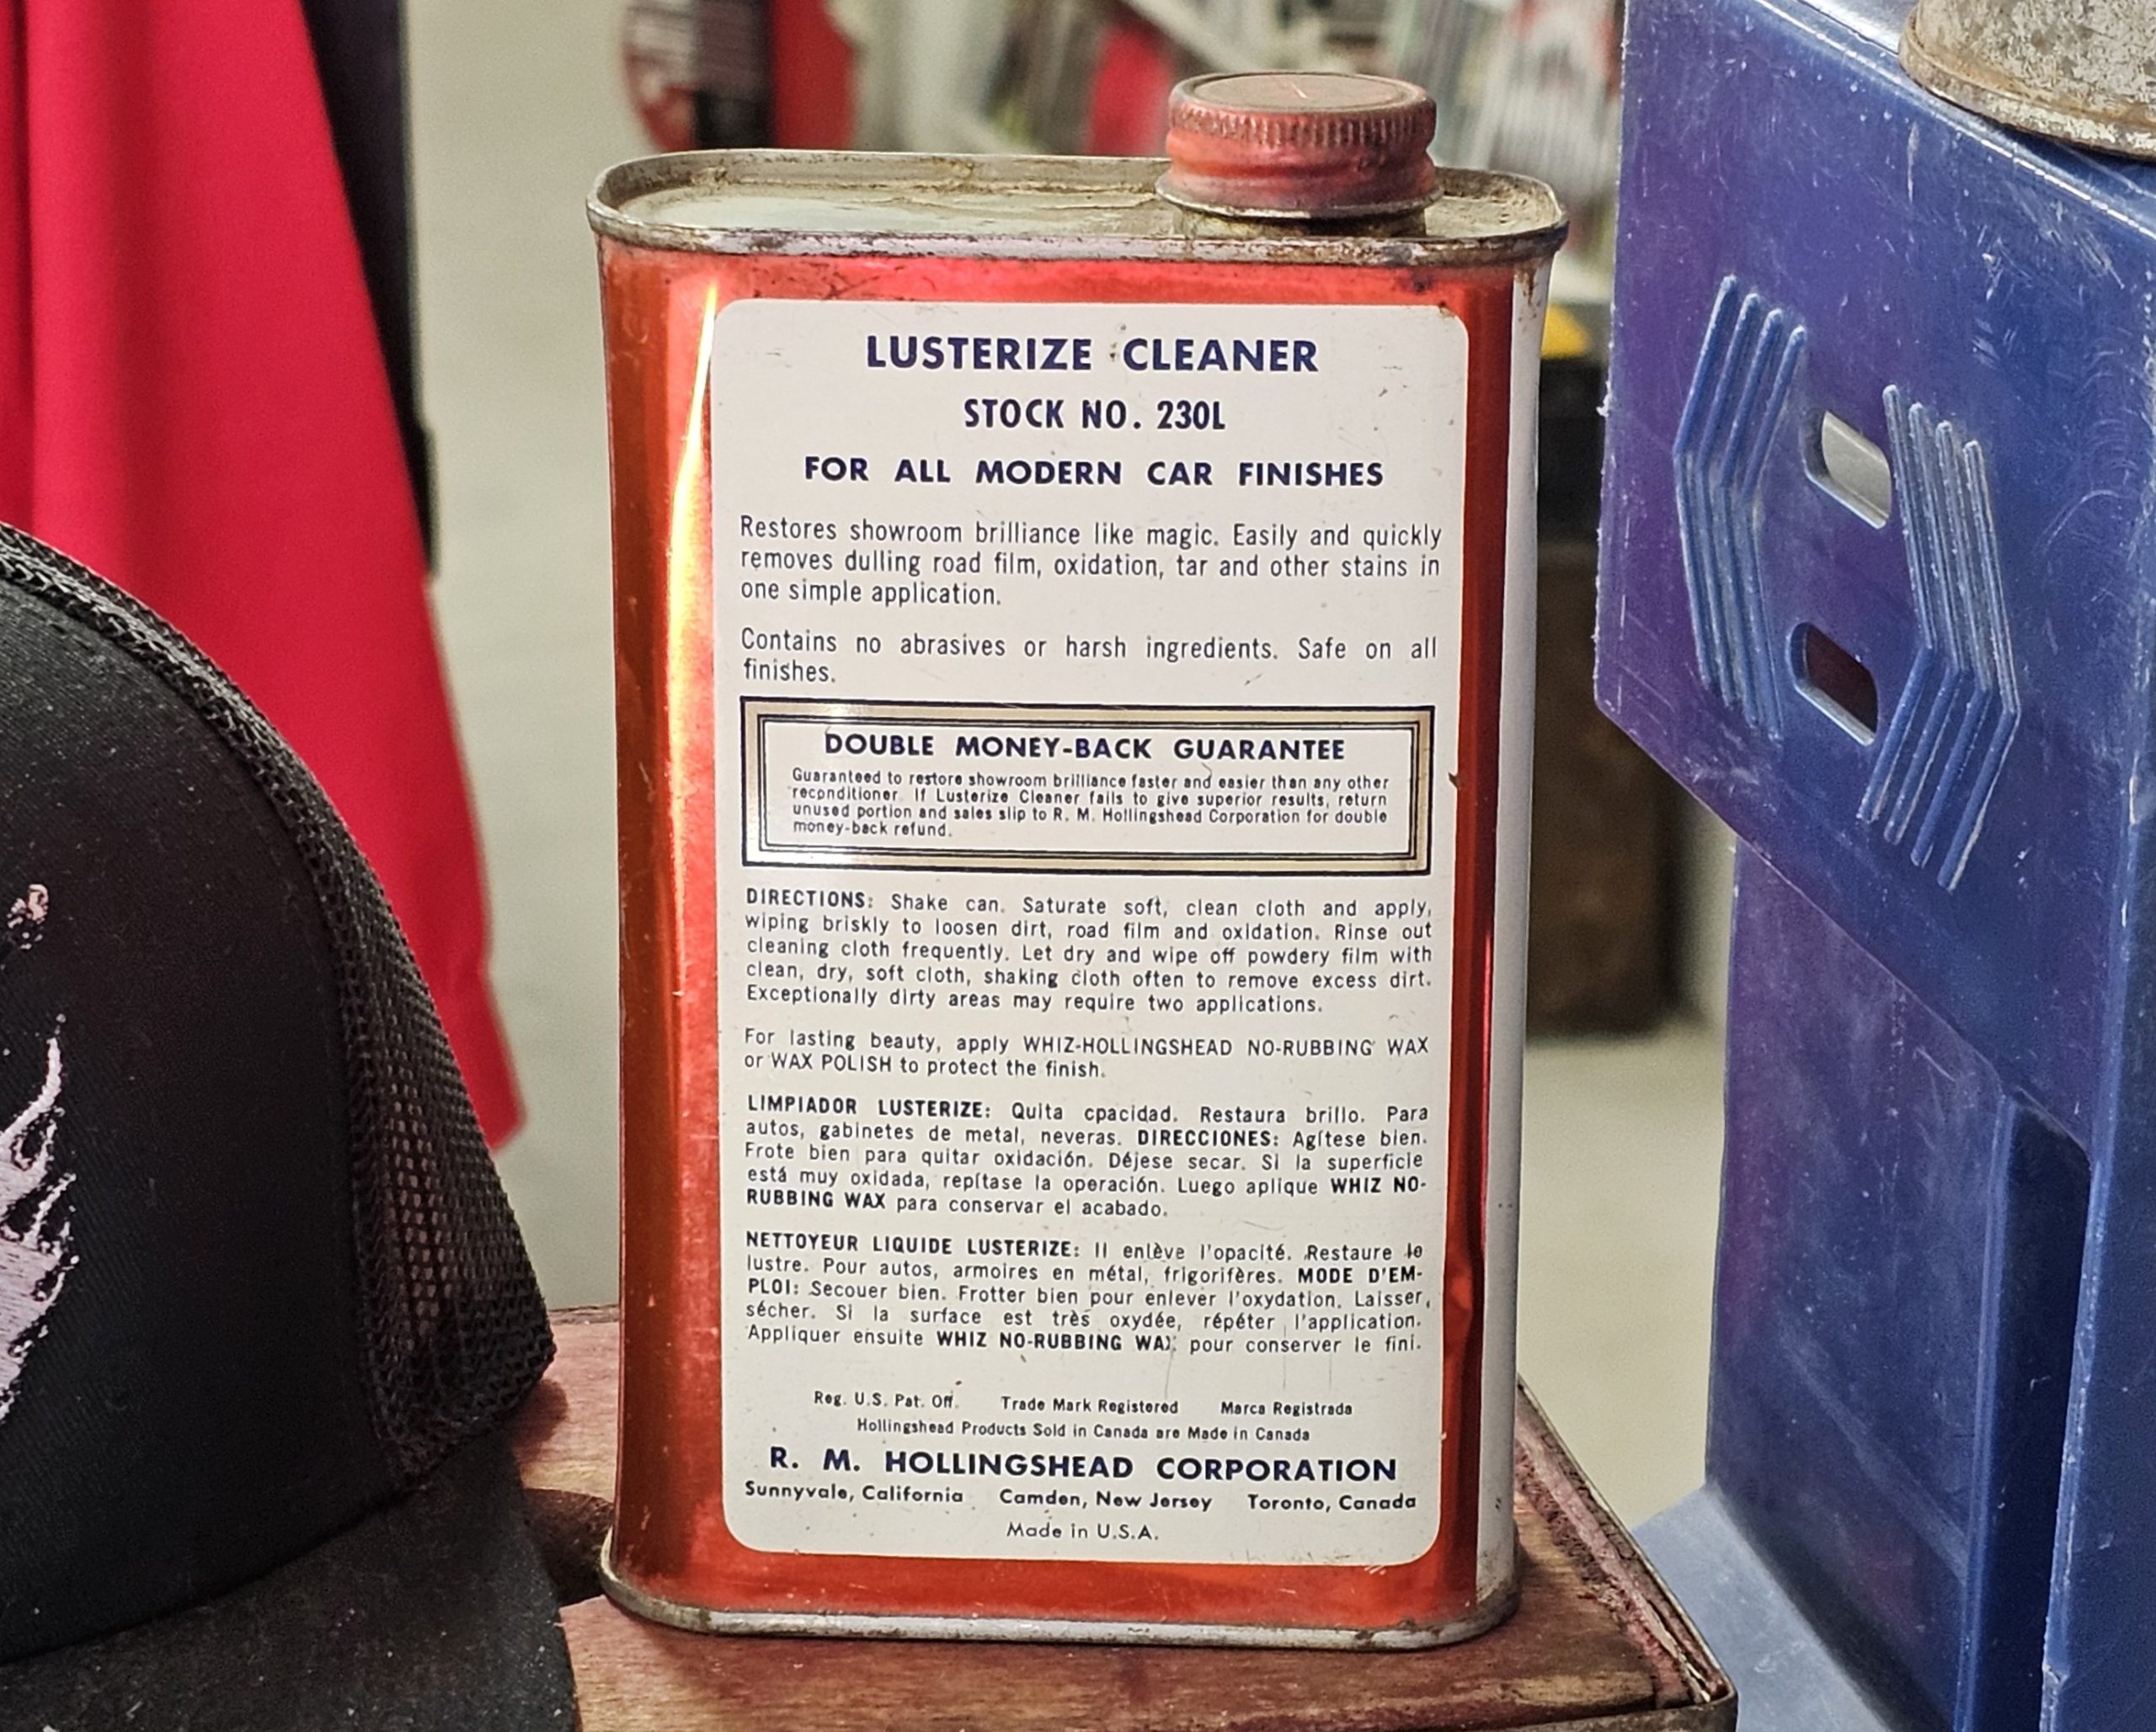 LUSTERIZE CLEANER
STOCK NO. 230L
FOR ALL MODERN CAR FINISHES
Restores showroom brilliance like magic. Easily and quickly
removes dulling road film, oxidation, tar and other stains in
one simple application.
Contains no abrasives or harsh ingredients. Safe on all
finishes.
DOUBLE MONEY-BACK GUARANTEE
Guaranteed to restore showroom brilliance faster and easier than any other
reconditioner. If Lusterize Cleaner fails to give superior results, return
unused portion and sales slip to R. M. Hollingshead Corporation for double
money-back refund.
DIRECTIONS: Shake can. Saturate soft, clean cloth and apply,
wiping briskly to loosen dirt, road film and oxidation. Rinse out
cleaning cloth frequently. Let dry and wipe off powdery film with
clean, dry, soft cloth, shaking cloth often to remove excess dirt.
Exceptionally dirty areas may require two applications.
For lasting beauty, apply WHIZ-HOLLINGSHEAD NO-RUBBING WAX
or WAX POLISH to protect the finish.
LIMPIADOR LUSTERIZE: Quita cpacidad. Restaura brillo. Para
autos, gabinetes de metal, neveras. DIRECCIONES: Agítese bien.
Frote bien para quitar oxidación. Déjese secar. Si la superficie
está muy oxidada, repítase la operación. Luego aplique WHIZ NO-
RUBBING WAX para conservar el acabado.
NETTOYEUR LIQUIDE LUSTERIZE: Il enlève l'opacité. Restaure le
lustre. Pour autos, armoires en métal, frigorifères. MODE D'EM-
PLOI: Secouer bien. Frotter bien pour enlever l'oxydation. Laisser,
sécher. Si la surface est très oxydée, répéter l'application.
Appliquer ensuite WHIZ NO-RUBBING WAX pour conserver le fini.
Reg. U.S. Pat. Off. Trade Mark Registered Marca Registrada
Hollingshead Products Sold in Canada are Made in Canada
R. M. HOLLINGSHEAD CORPORATION
Sunnyvale, California Camden, New Jersey Toronto, Canada
Made in U.S.A.